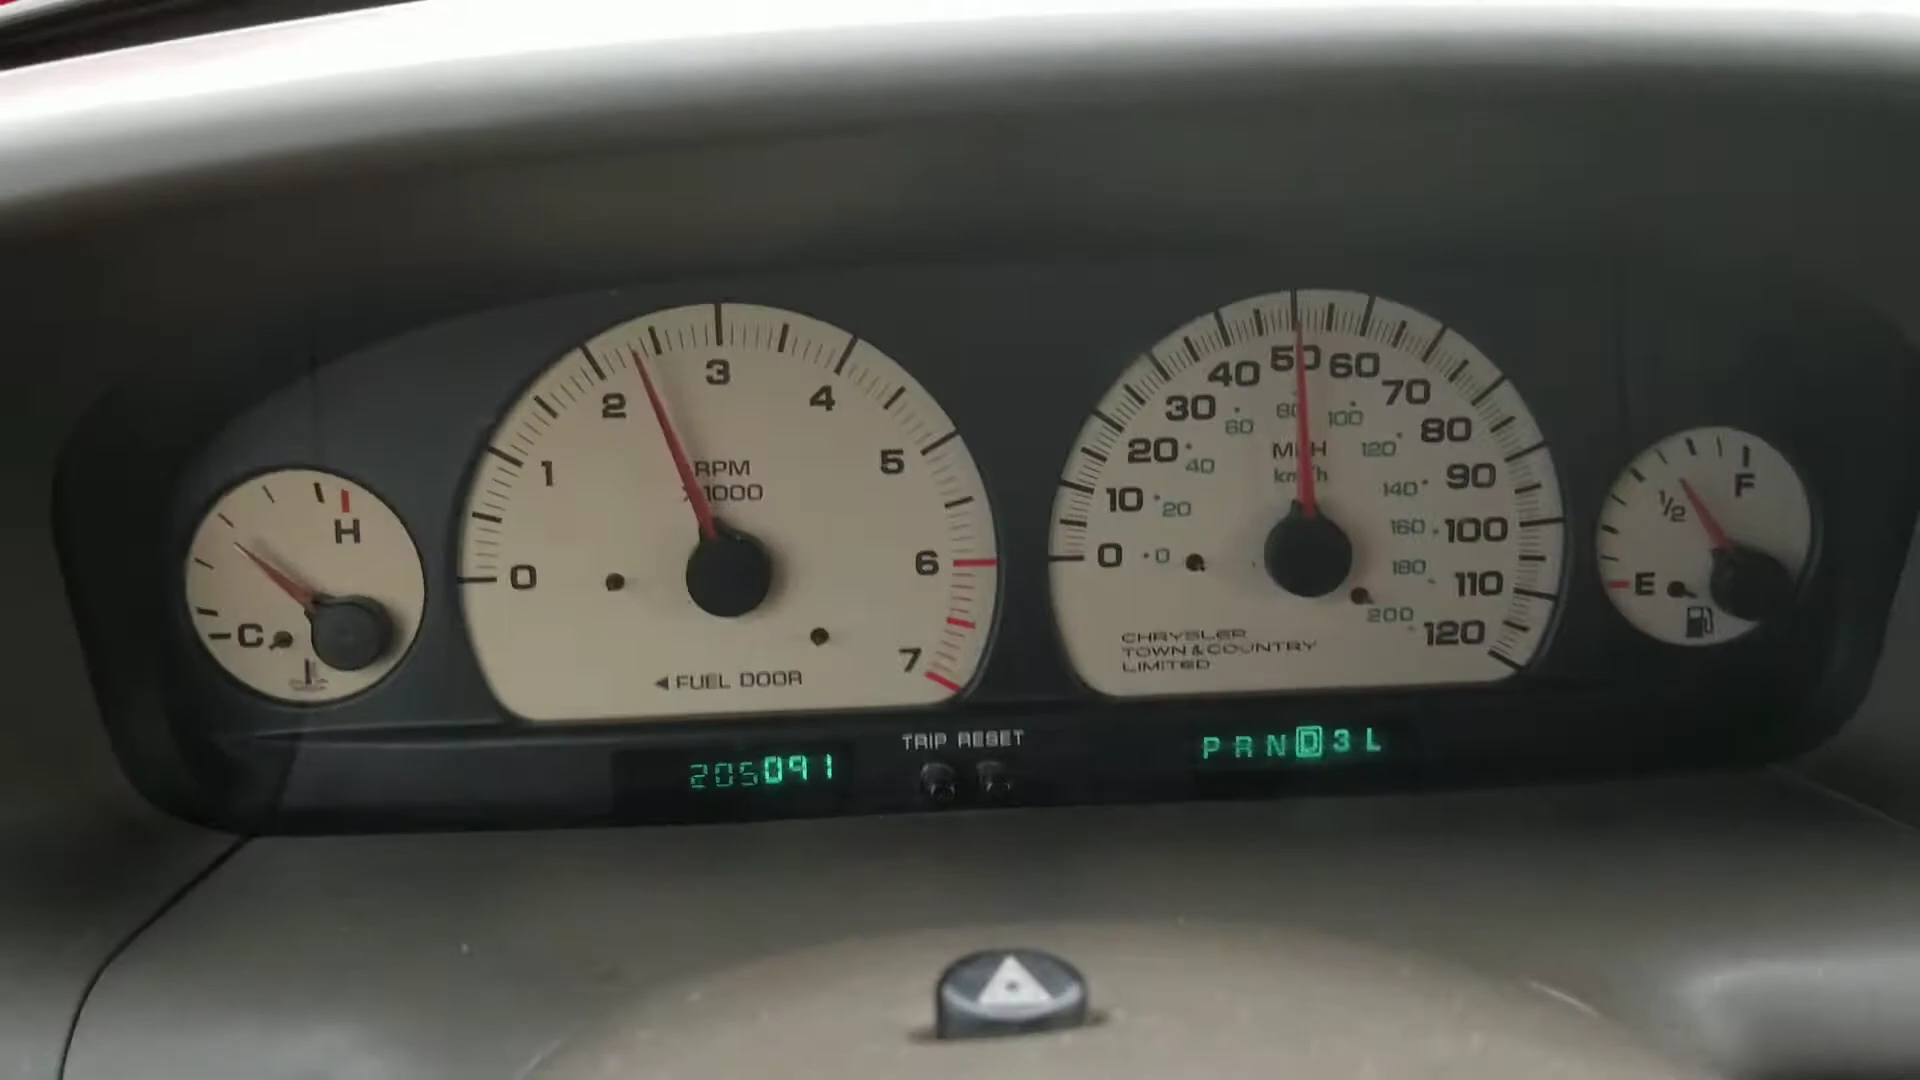 H
C
0
1
2
3
4
5
6
7
RPM
X1000
◄FUEL DOOR
0
10
20
30
40
50
60
70
80
90
100
110
120
0
20
40
60
80
100
120
140
160
180
200
MPH
km/h
CHRYSLER
TOWN & COUNTRY
LIMITED
F
1/2
E
TRIP RESET
205091
PRND3L